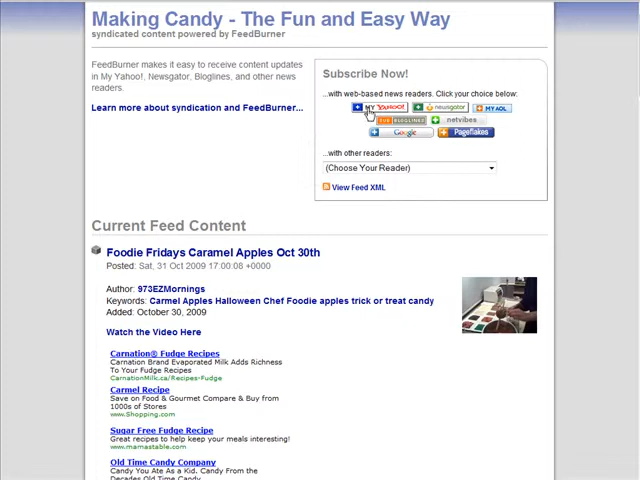 Making Candy - The Fun and Easy Way
syndicated content powered by FeedBurner
FeedBurner makes it easy to receive content updates
in My Yahoo!, Newsgator, Bloglines, and other news
readers.
Learn more about syndication and FeedBurner...
Subscribe Now!
...with web-based news readers. Click your choice below:
MY YAHOO!
newsgator
MY AOL
SUB BLOGLINES
netvibes
Google
Pageflakes
...with other readers:
(Choose Your Reader)
View Feed XML
Current Feed Content
Foodie Fridays Caramel Apples Oct 30th
Posted: Sat, 31 Oct 2009 17:00:08 +0000
Author: 973EZMornings
Keywords: Carmel Apples Halloween Chef Foodie apples trick or treat candy
Added: October 30, 2009
Watch the Video Here
Carnation® Fudge Recipes
Carnation Brand Evaporated Milk Adds Richness
To Your Fudge Recipes
CarnationMilk.ca/Recipes-Fudge
Carmel Recipe
Save on Food & Gourmet Compare & Buy from
1000s of Stores
www.Shopping.com
Sugar Free Fudge Recipe
Great recipes to help keep your meals interesting!
www.mamastable.com
Old Time Candy Company
Candy You Ate As a Kid. Candy From the
Decades Old Time Candy